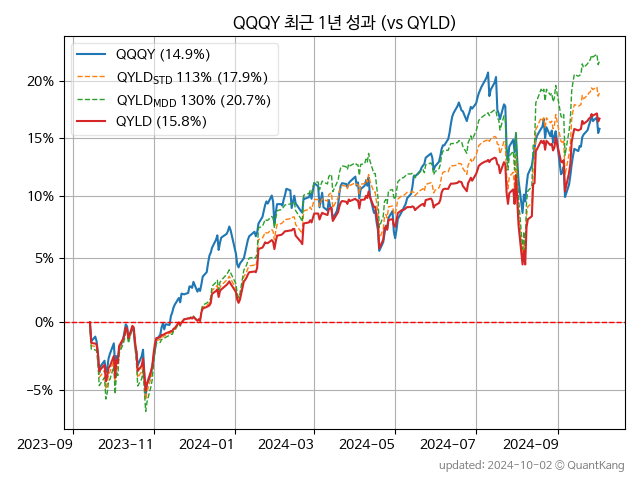 QQQY 최근 1년 성과 (vs QYLD)
QQQY (14.9%)
QYLD_STD 113% (17.9%)
QYLD_MDD 130% (20.7%)
QYLD (15.8%)
20%
15%
10%
5%
0%
−5%
2023-09 2023-11 2024-01 2024-03 2024-05 2024-07 2024-09
updated: 2024-10-02 © QuantKang